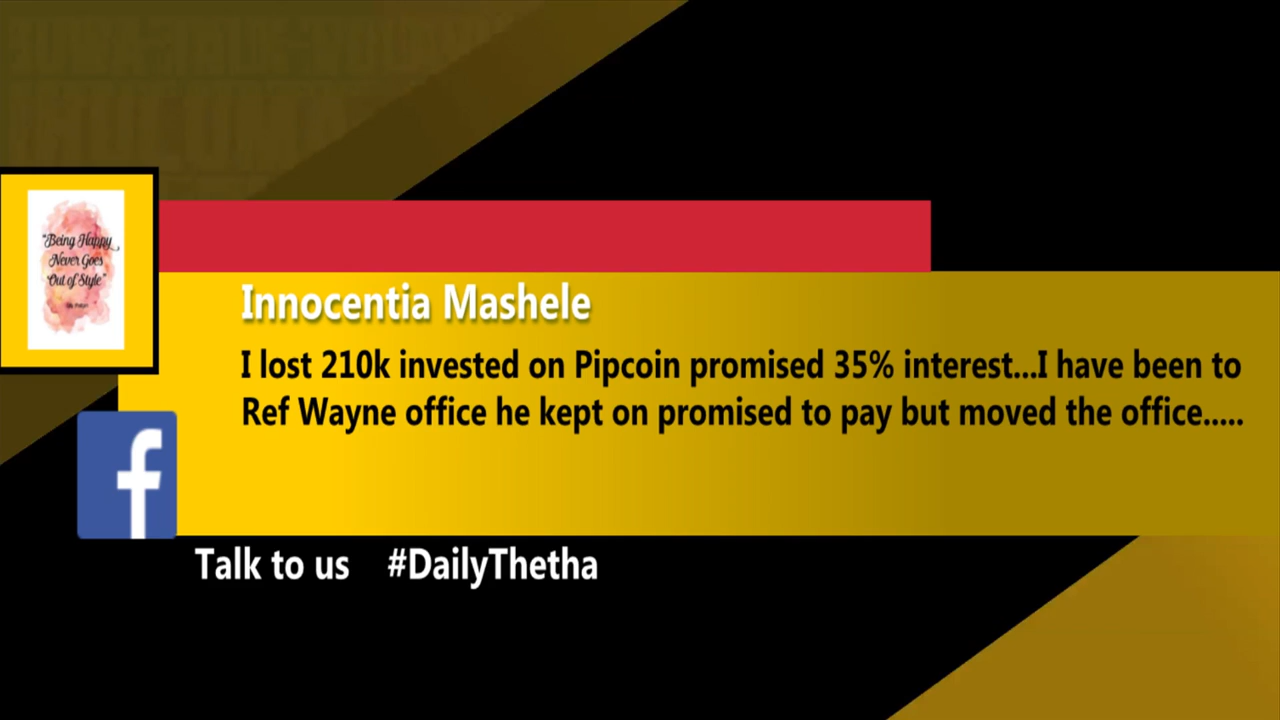 "Being Happy
Never Goes
Out of Style"
Innocentia Mashele
I lost 210k invested on Pipcoin promised 35% interest...I have been to
Ref Wayne office he kept on promised to pay but moved the office.....
f
Talk to us #DailyThetha